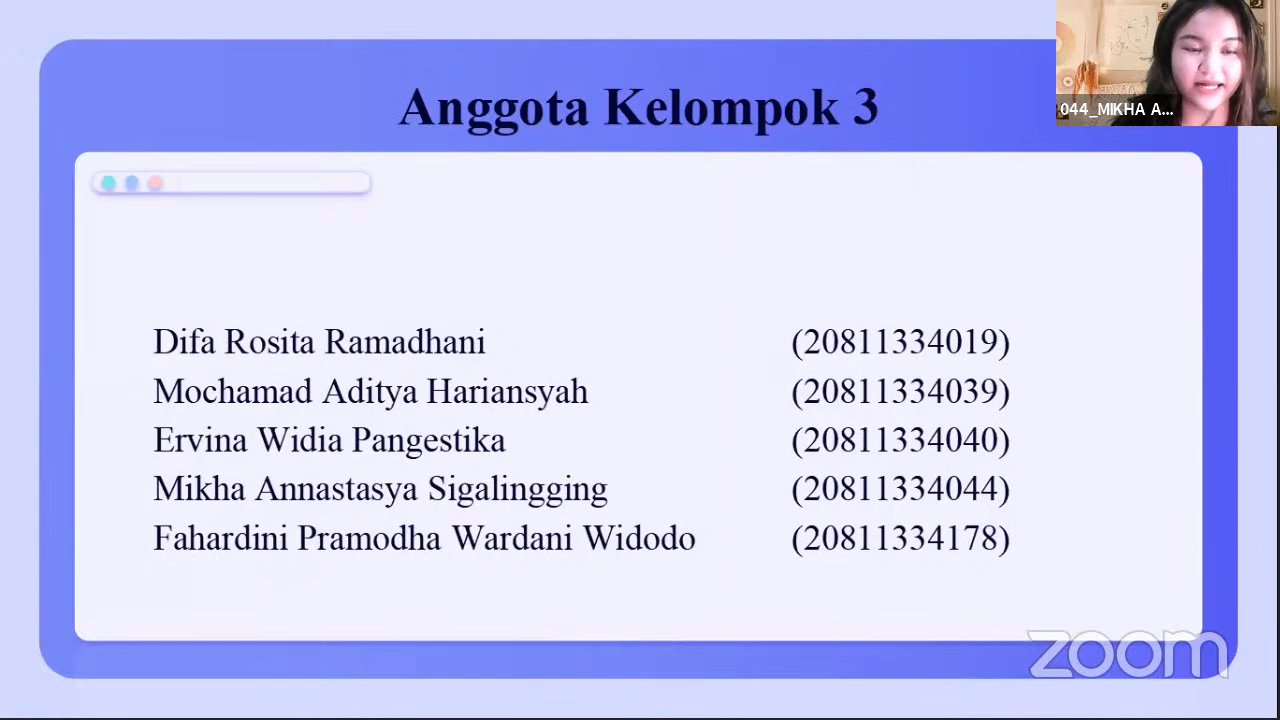 Anggota Kelompok 3
044_MIKHA A...
Difa Rosita Ramadhani (20811334019)
Mochamad Aditya Hariansyah (20811334039)
Ervina Widia Pangestika (20811334040)
Mikha Annastasya Sigalingging (20811334044)
Fahardini Pramodha Wardani Widodo (20811334178)
zoom